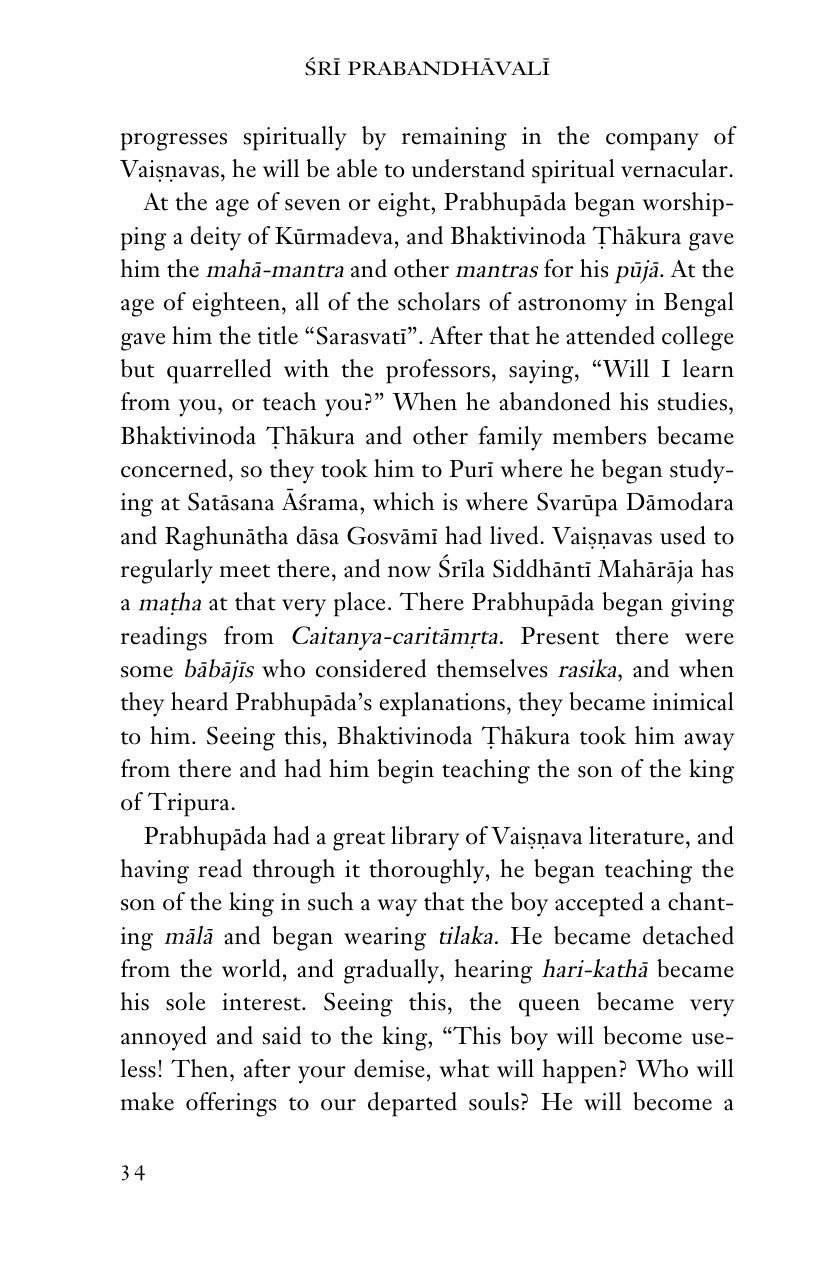 ŚRĪ PRABANDHĀVALĪ
progresses spiritually by remaining in the company of
Vaiṣṇavas, he will be able to understand spiritual vernacular.
At the age of seven or eight, Prabhupāda began worship-
ping a deity of Kūrmadeva, and Bhaktivinoda Ṭhākura gave
him the mahā-mantra and other mantras for his pūjā. At the
age of eighteen, all of the scholars of astronomy in Bengal
gave him the title “Sarasvatī”. After that he attended college
but quarrelled with the professors, saying, “Will I learn
from you, or teach you?” When he abandoned his studies,
Bhaktivinoda Ṭhākura and other family members became
concerned, so they took him to Purī where he began study-
ing at Satāsana Āśrama, which is where Svarūpa Dāmodara
and Raghunātha dāsa Gosvāmī had lived. Vaiṣṇavas used to
regularly meet there, and now Śrīla Siddhāntī Mahārāja has
a maṭha at that very place. There Prabhupāda began giving
readings from Caitanya-caritāmṛta. Present there were
some bābājīs who considered themselves rasika, and when
they heard Prabhupāda’s explanations, they became inimical
to him. Seeing this, Bhaktivinoda Ṭhākura took him away
from there and had him begin teaching the son of the king
of Tripura.
Prabhupāda had a great library of Vaiṣṇava literature, and
having read through it thoroughly, he began teaching the
son of the king in such a way that the boy accepted a chant-
ing mālā and began wearing tilaka. He became detached
from the world, and gradually, hearing hari-kathā became
his sole interest. Seeing this, the queen became very
annoyed and said to the king, “This boy will become use-
less! Then, after your demise, what will happen? Who will
make offerings to our departed souls? He will become a
34